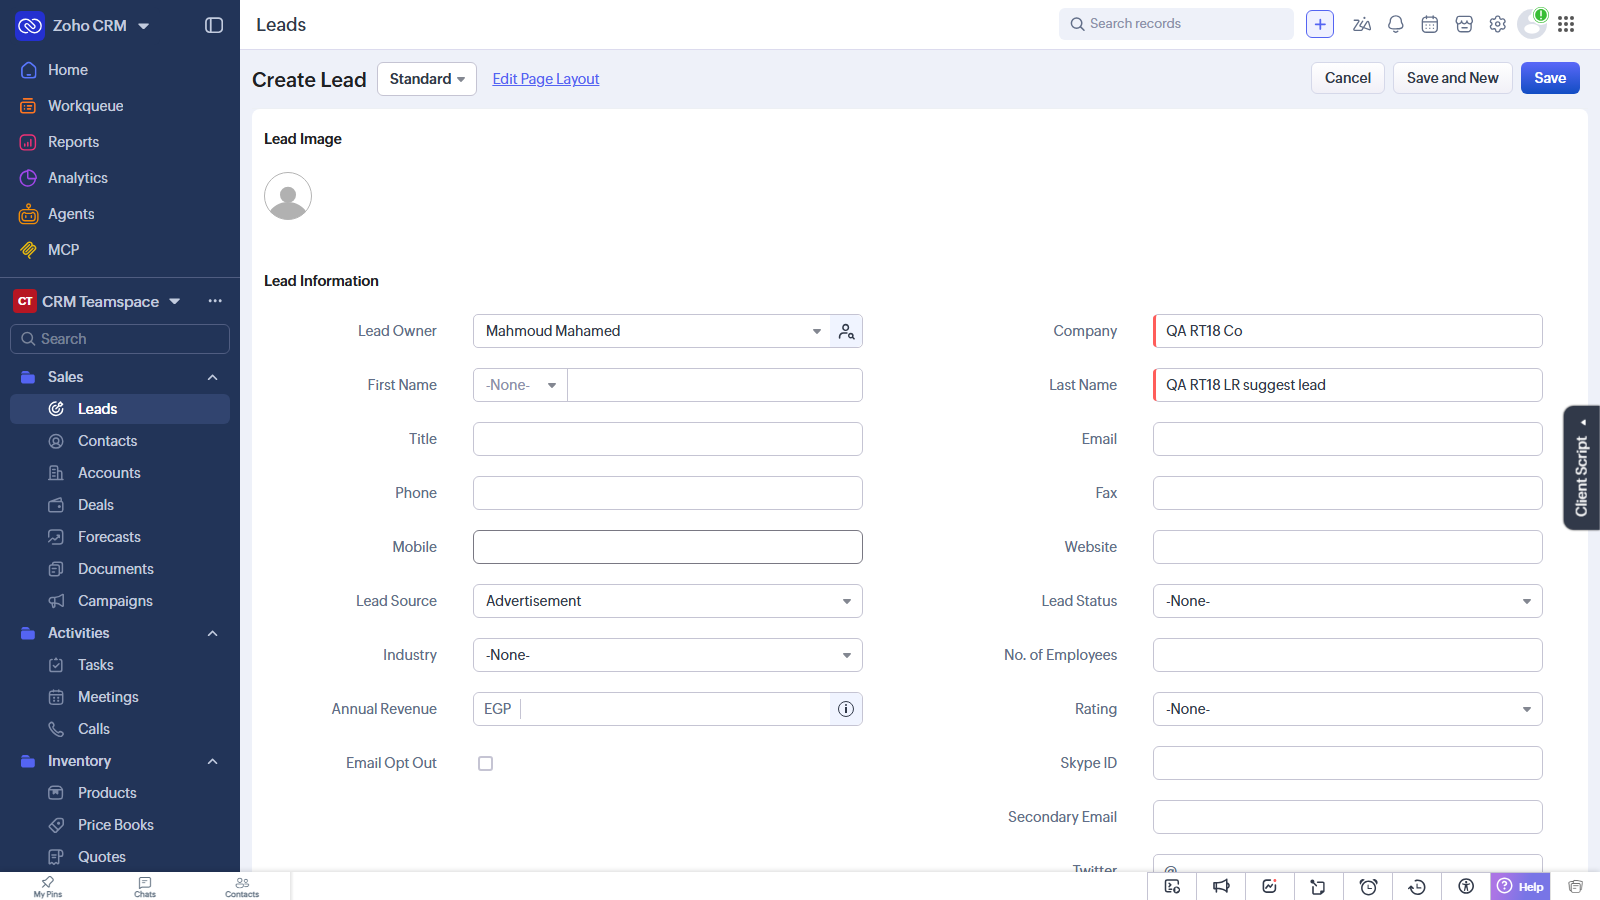 Zoho CRM
Leads
Search records
Home
Workqueue
Reports
Analytics
Agents
MCP
CT CRM Teamspace
Search
Sales
Leads
Contacts
Accounts
Deals
Forecasts
Documents
Campaigns
Activities
Tasks
Meetings
Calls
Inventory
Products
Price Books
Quotes
Create Lead
Standard
Edit Page Layout
Cancel
Save and New
Save
Lead Image
Lead Information
Lead Owner
Mahmoud Mahamed
Company
QA RT18 Co
First Name
-None-
Last Name
QA RT18 LR suggest lead
Title
Email
Phone
Fax
Mobile
Website
Lead Source
Advertisement
Lead Status
-None-
Industry
-None-
No. of Employees
Annual Revenue
EGP
Rating
-None-
Email Opt Out
Skype ID
Secondary Email
Twitter
@
Client Script
My Pins
Chats
Contacts
Help